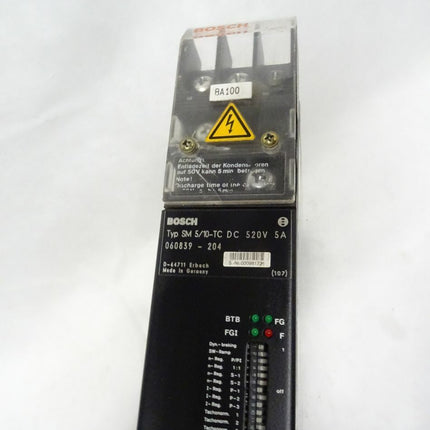 BOSCH
BA100
Achtung!
Entladezeit der Kondensatoren
auf 50V kann 5 min betragen
Note!
Discharge time of the
BOSCH
Typ SM 5/10-TC DC 520V 5A
060839 - 204
D-64711 Erbach
Made in Germany
(107)
BTB FG
FGI F
Dyn.-braking
SW-Ramp
n-Reg. P/PI
n-Reg. 1:1
n-Reg.
n-Reg.
I-Reg.
I-Reg.
I-Reg.
Tachonorm.
Tachonorm.
Tachonorm.
1
off